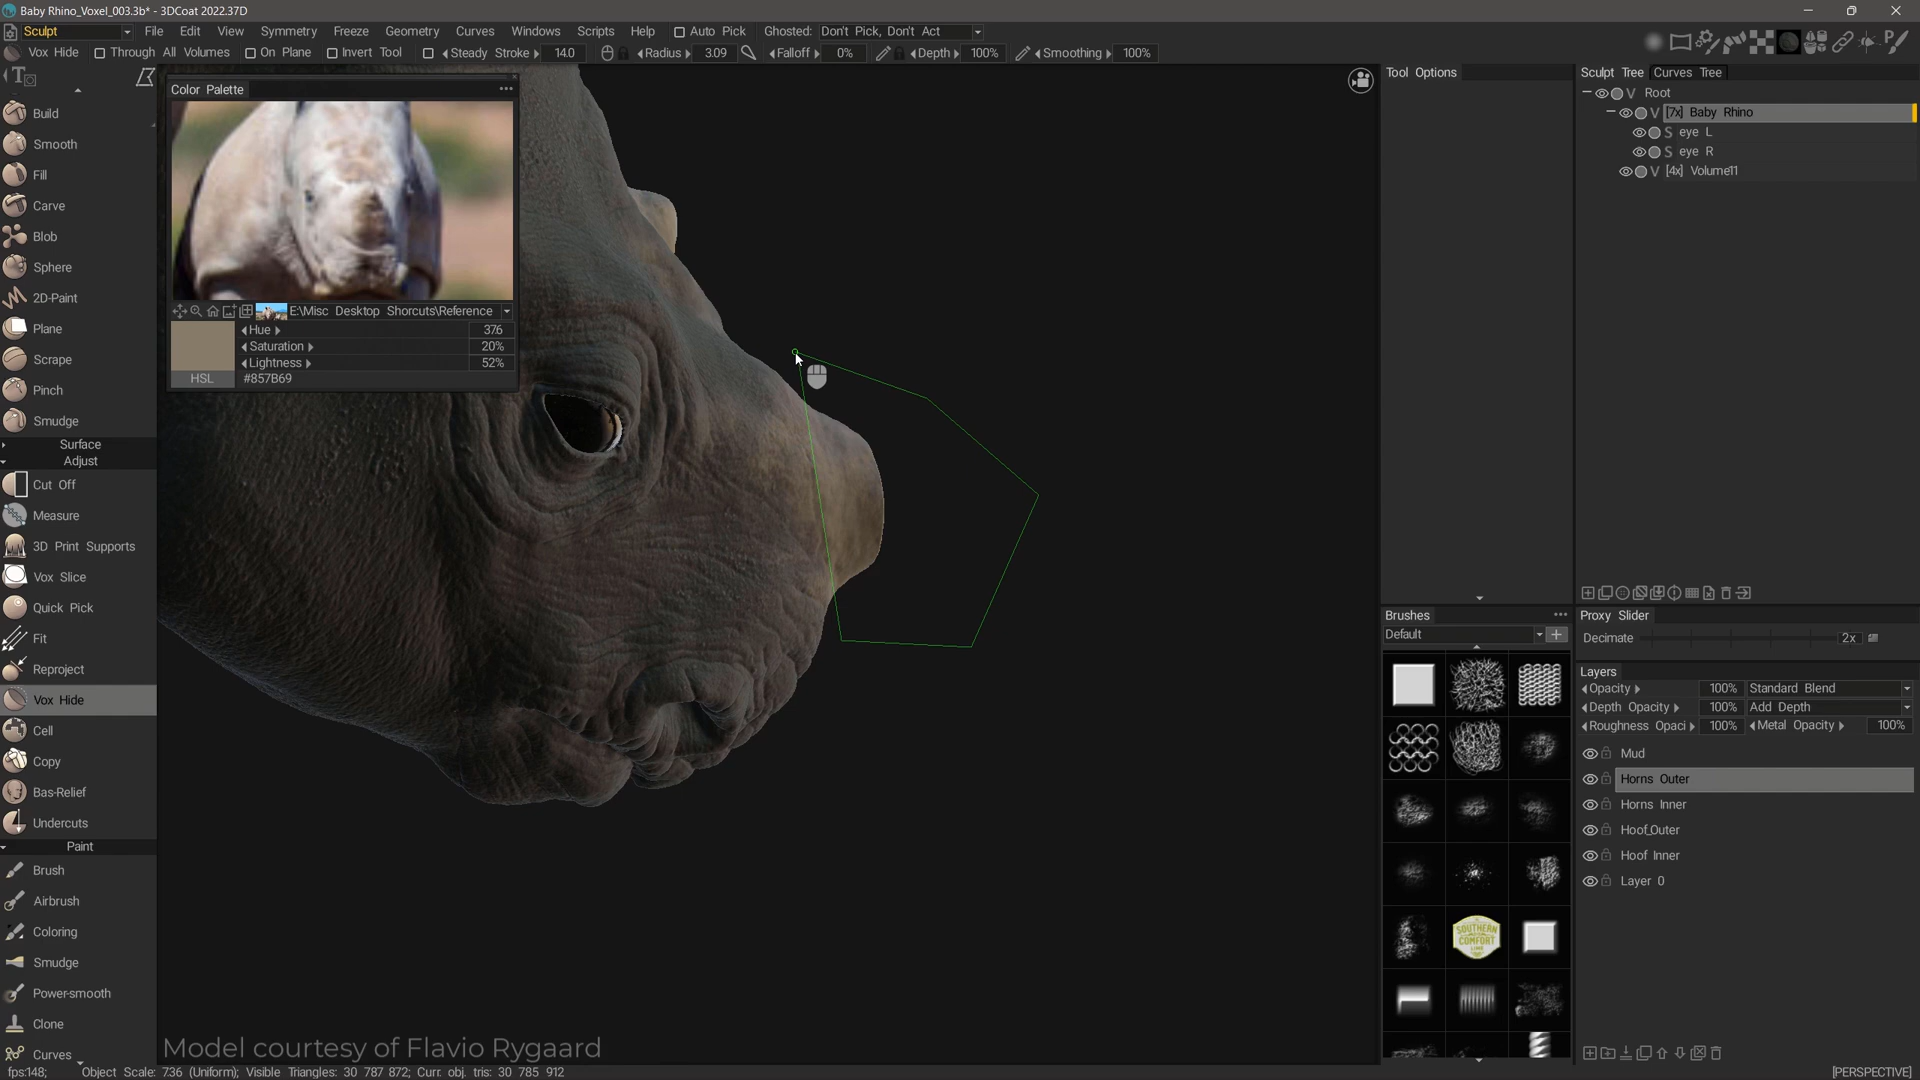 Baby Rhino_Voxel_003.3b* - 3DCoat 2022.37D
Sculpt File Edit View Symmetry Freeze Geometry Curves Windows Scripts Help Auto Pick Ghosted: Don't Pick, Don't Act
Vox Hide Through All Volumes On Plane Invert Tool Steady Stroke 14.0 Radius 3.09 Falloff 0% Depth 100% Smoothing 100%
Build
Smooth
Fill
Carve
Blob
Sphere
2D-Paint
Plane
Scrape
Pinch
Smudge
Surface
Adjust
Cut Off
Measure
3D Print Supports
Vox Slice
Quick Pick
Fit
Reproject
Vox Hide
Cell
Copy
Bas-Relief
Undercuts
Paint
Brush
Airbrush
Coloring
Smudge
Power-smooth
Clone
Curves
Color Palette
E:\Misc Desktop Shorcuts\Reference
Hue 376
Saturation 20%
Lightness 52%
HSL #857B69
Model courtesy of Flavio Rygaard
Tool Options
Brushes
Default
SOUTHERN
COMFORT
Sculpt Tree Curves Tree
V Root
V [7x] Baby Rhino
S eye L
S eye R
V [4x] Volume11
Proxy Slider
Decimate 2x
Layers
Opacity 100% Standard Blend
Depth Opacity 100% Add Depth
Roughness Opaci 100% Metal Opacity 100%
Mud
Horns Outer
Horns Inner
Hoof_Outer
Hoof Inner
Layer 0
fps:148; Object Scale: 7.36 (Uniform); Visible Triangles: 30 787 872; Curr. obj. tris: 30 785 912
[PERSPECTIVE]